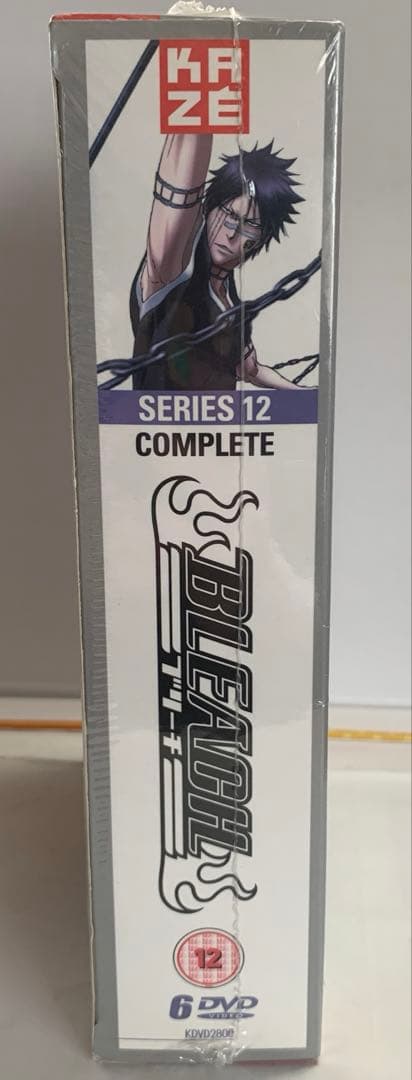 KA
ZÉ
SERIES 12
COMPLETE
BLEACH
ブリーチ
12
6 DVD
VIDEO
KDVD2800